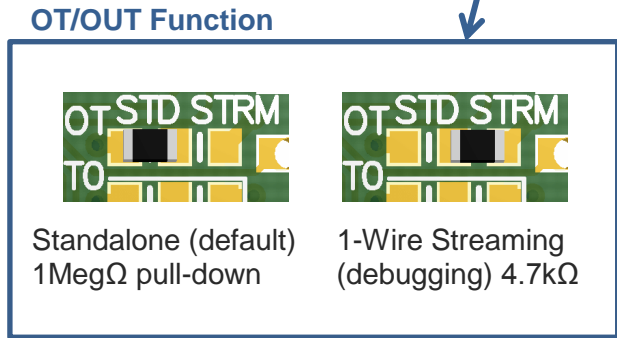 OT/OUT Function
OT STD STRM
TO
OT STD STRM
TO
Standalone (default)
1MegΩ pull-down
1-Wire Streaming
(debugging) 4.7kΩ